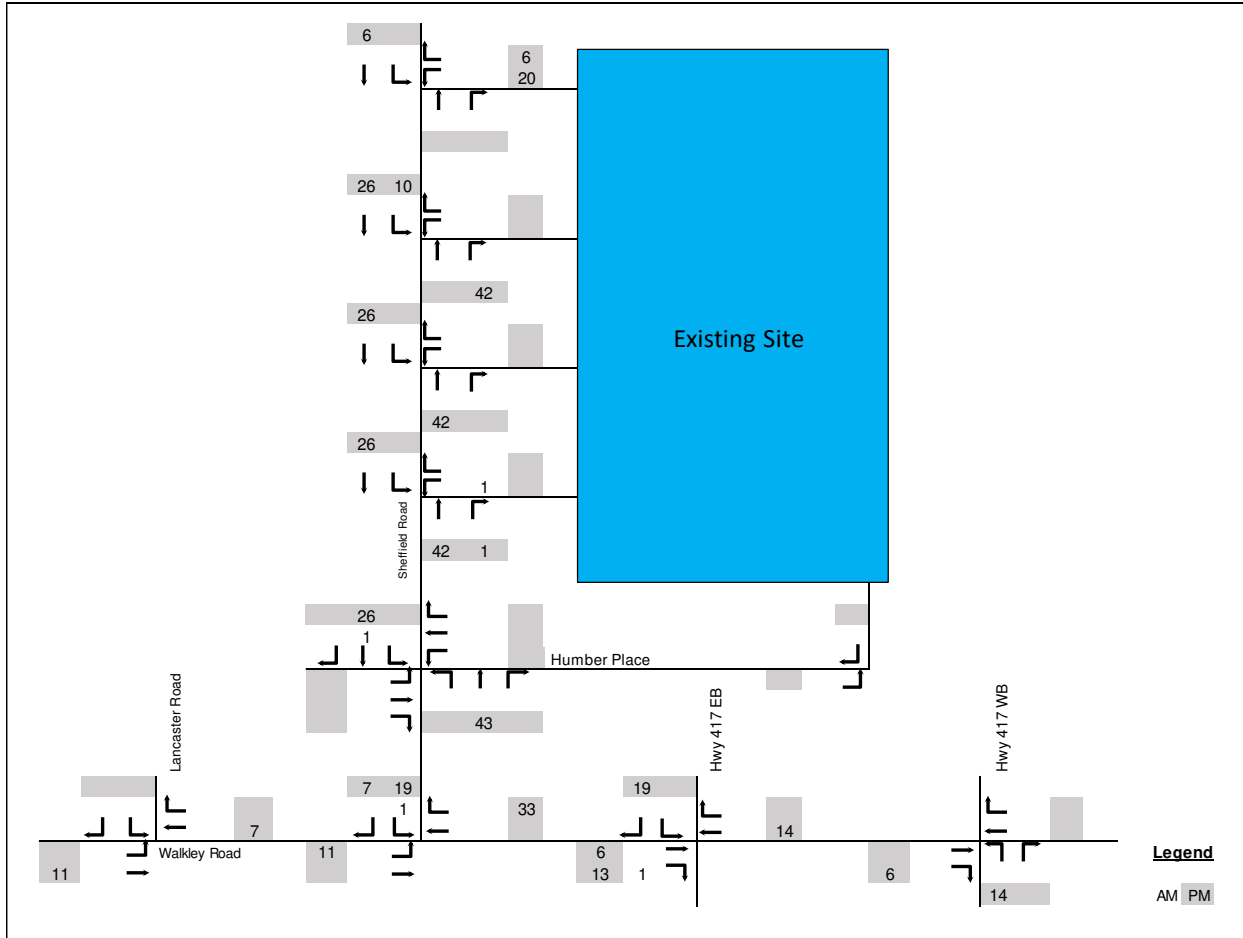 6
6
20
26 10
42
Existing Site
26
42
26
1
Sheffield Road
42 1
26
1
Humber Place
Lancaster Road
Hwy 417 EB
Hwy 417 WB
43
7 19
19
1
33
7
14
Walkley Road
11
6
Legend
11
13 1
6
14
AM PM